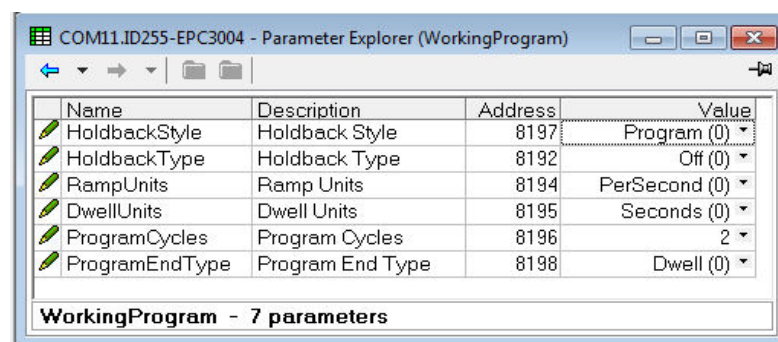 COM11.ID255-EPC3004 - Parameter Explorer (WorkingProgram)
Name Description Address Value
HoldbackStyle Holdback Style 8197 Program (0)
HoldbackType Holdback Type 8192 Off (0)
RampUnits Ramp Units 8194 PerSecond (0)
DwellUnits Dwell Units 8195 Seconds (0)
ProgramCycles Program Cycles 8196 2
ProgramEndType Program End Type 8198 Dwell (0)
WorkingProgram - 7 parameters